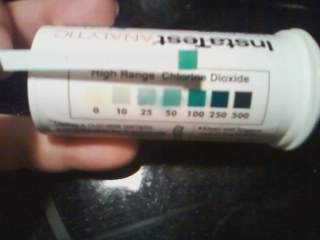 InstaTest ANALYTIC
High Range Chlorine Dioxide
0 10 25 50 100 250 500